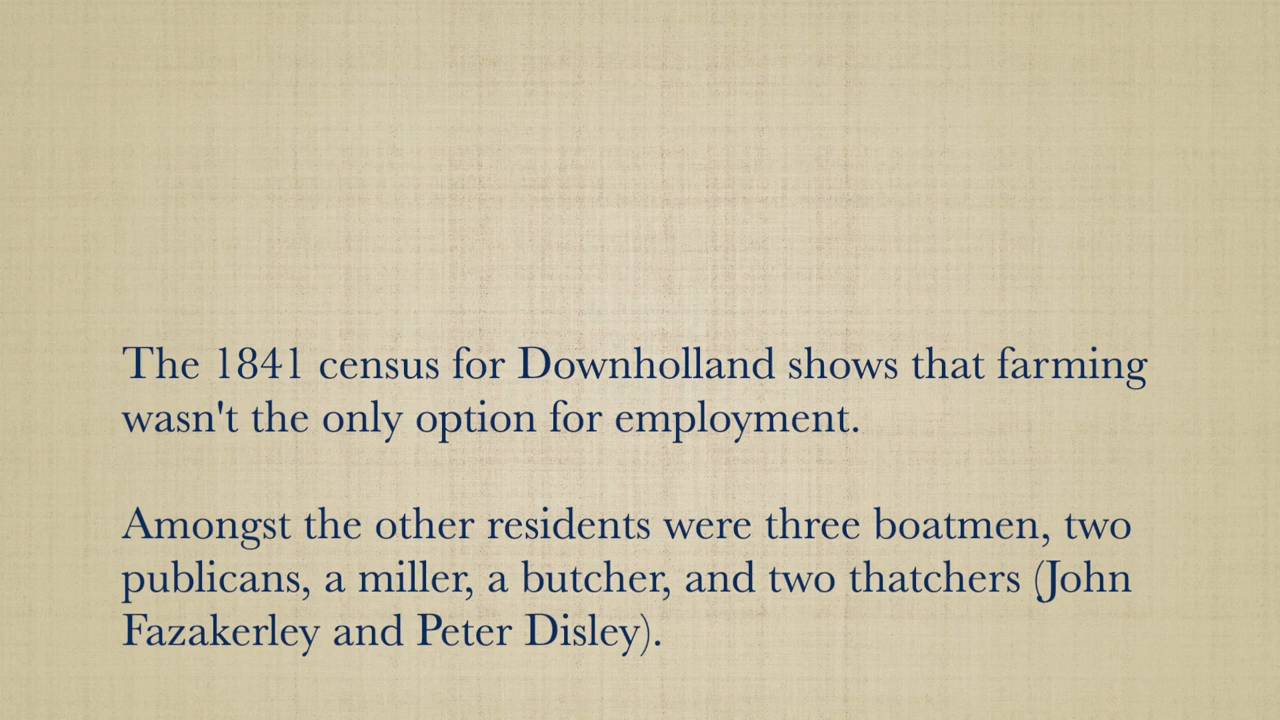 The 1841 census for Downholland shows that farming
wasn't the only option for employment.
Amongst the other residents were three boatmen, two
publicans, a miller, a butcher, and two thatchers (John
Fazakerley and Peter Disley).